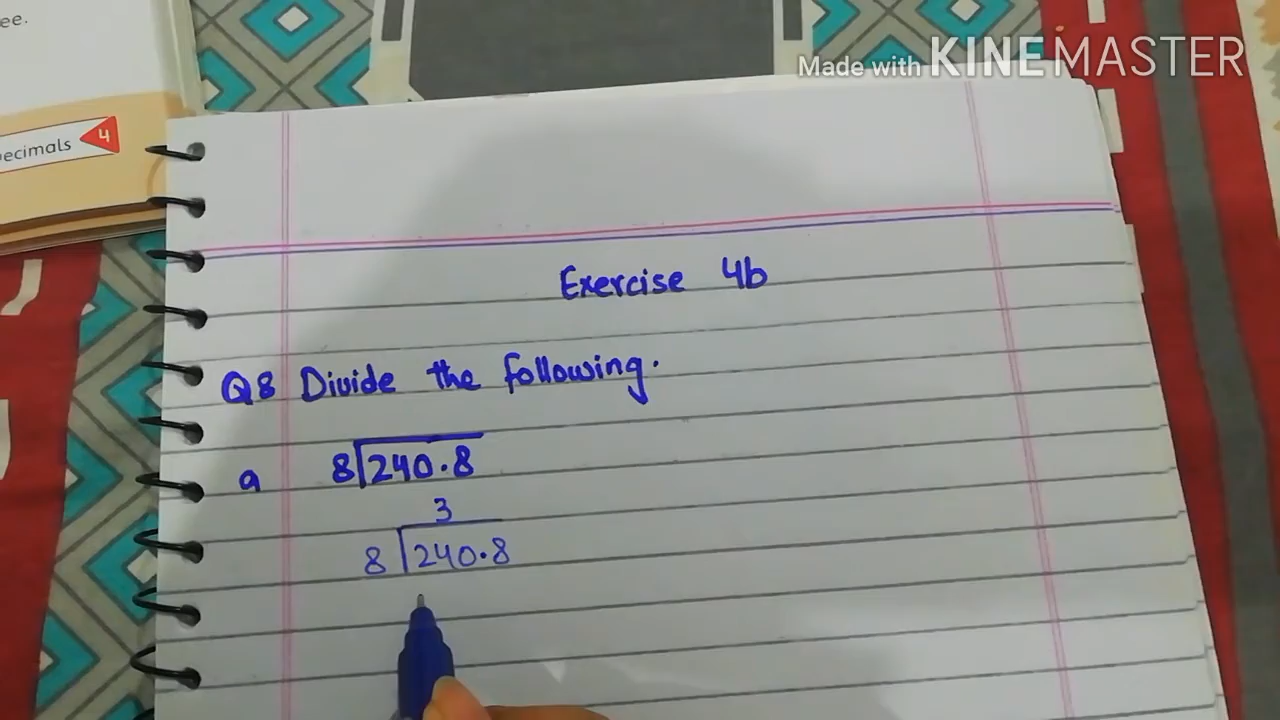 ee.
Made with KINEMASTER
ecimals 4
Exercise 4b
Q8 Divide the following.
a 8 240.8
3
8 240.8